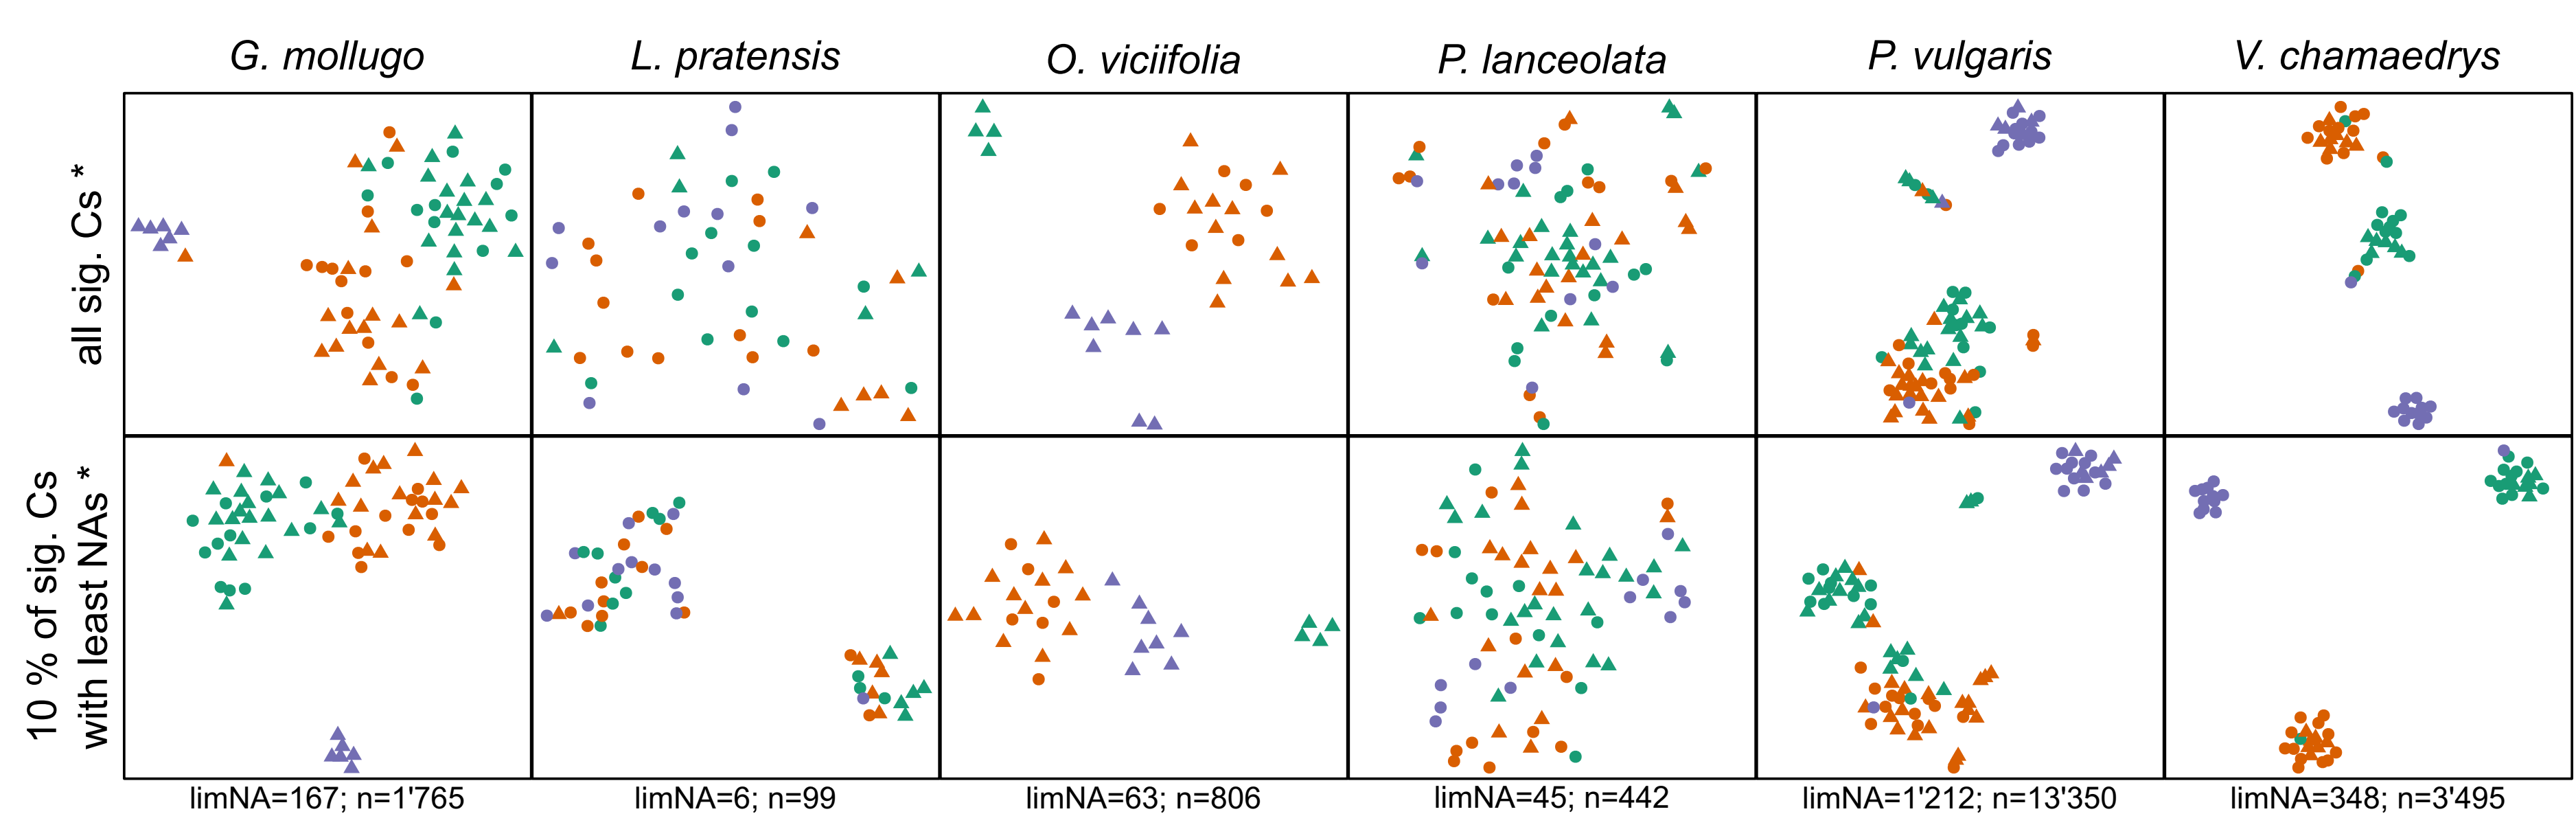 G. mollugo
L. pratensis
O. viciifolia
P. lanceolata
P. vulgaris
V. chamaedrys
all sig. Cs *
10 % of sig. Cs
with least NAs *
limNA=167; n=1'765
limNA=6; n=99
limNA=63; n=806
limNA=45; n=442
limNA=1'212; n=13'350
limNA=348; n=3'495